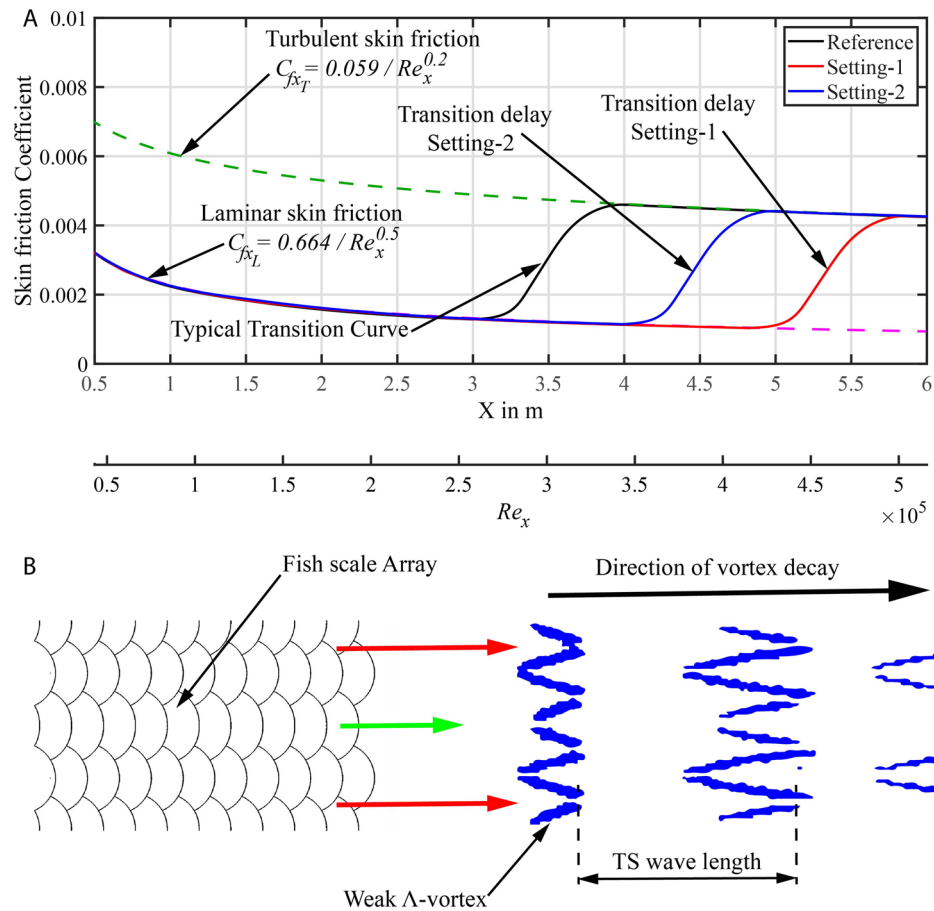 A
0.01
0.008
0.006
0.004
0.002
0
Skin friction Coefficient
Turbulent skin friction
C_{fx_T} = 0.059 / Re_x^{0.2}
Transition delay
Setting-2
Transition delay
Setting-1
Reference
Setting-1
Setting-2
Laminar skin friction
C_{fx_L} = 0.664 / Re_x^{0.5}
Typical Transition Curve
0.5 1 1.5 2 2.5 3 3.5 4 4.5 5 5.5 6
X in m
0.5 1 1.5 2 2.5 3 3.5 4 4.5 5
Re_x
×10^5
B
Fish scale Array
Direction of vortex decay
TS wave length
Weak Λ-vortex